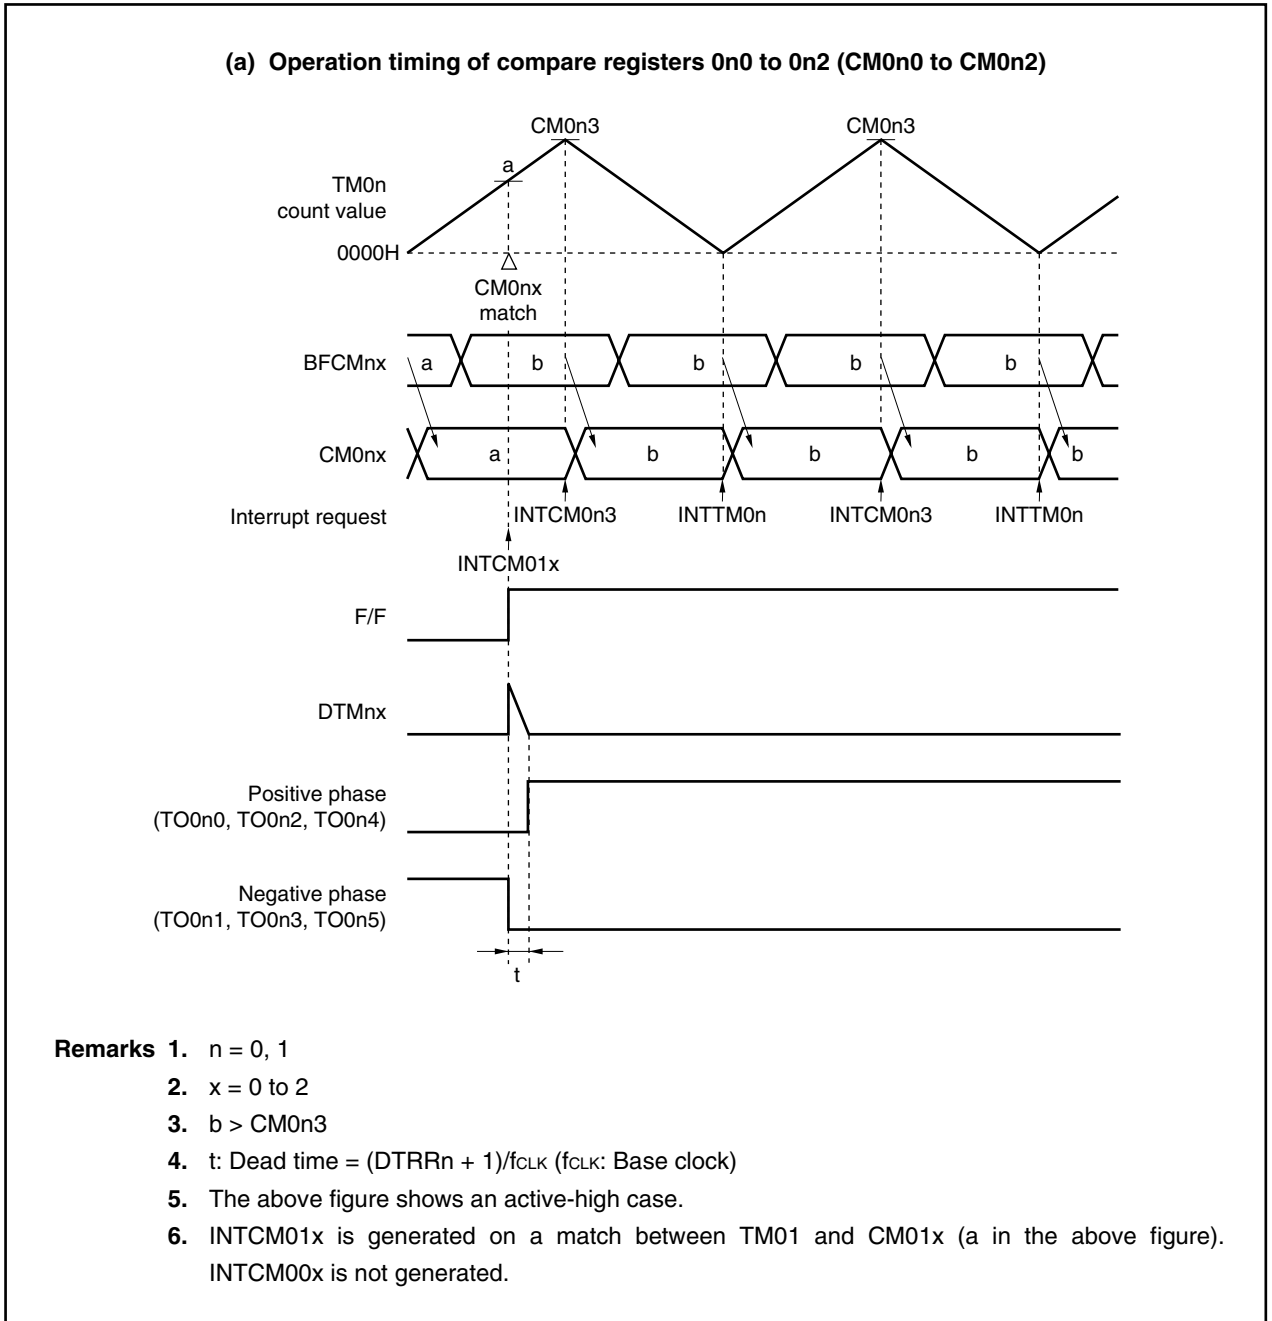 (a) Operation timing of compare registers 0n0 to 0n2 (CM0n0 to CM0n2)
CM0n3 CM0n3
a
TM0n
count value
0000H
CM0nx
match
BFCMnx a b b b b
CM0nx a b b b b
Interrupt request INTCM0n3 INTTM0n INTCM0n3 INTTM0n
INTCM01x
F/F
DTMnx
Positive phase
(TO0n0, TO0n2, TO0n4)
Negative phase
(TO0n1, TO0n3, TO0n5)
t
Remarks 1. n = 0, 1
2. x = 0 to 2
3. b > CM0n3
4. t: Dead time = (DTRRn + 1)/fCLK (fCLK: Base clock)
5. The above figure shows an active-high case.
6. INTCM01x is generated on a match between TM01 and CM01x (a in the above figure).
INTCM00x is not generated.